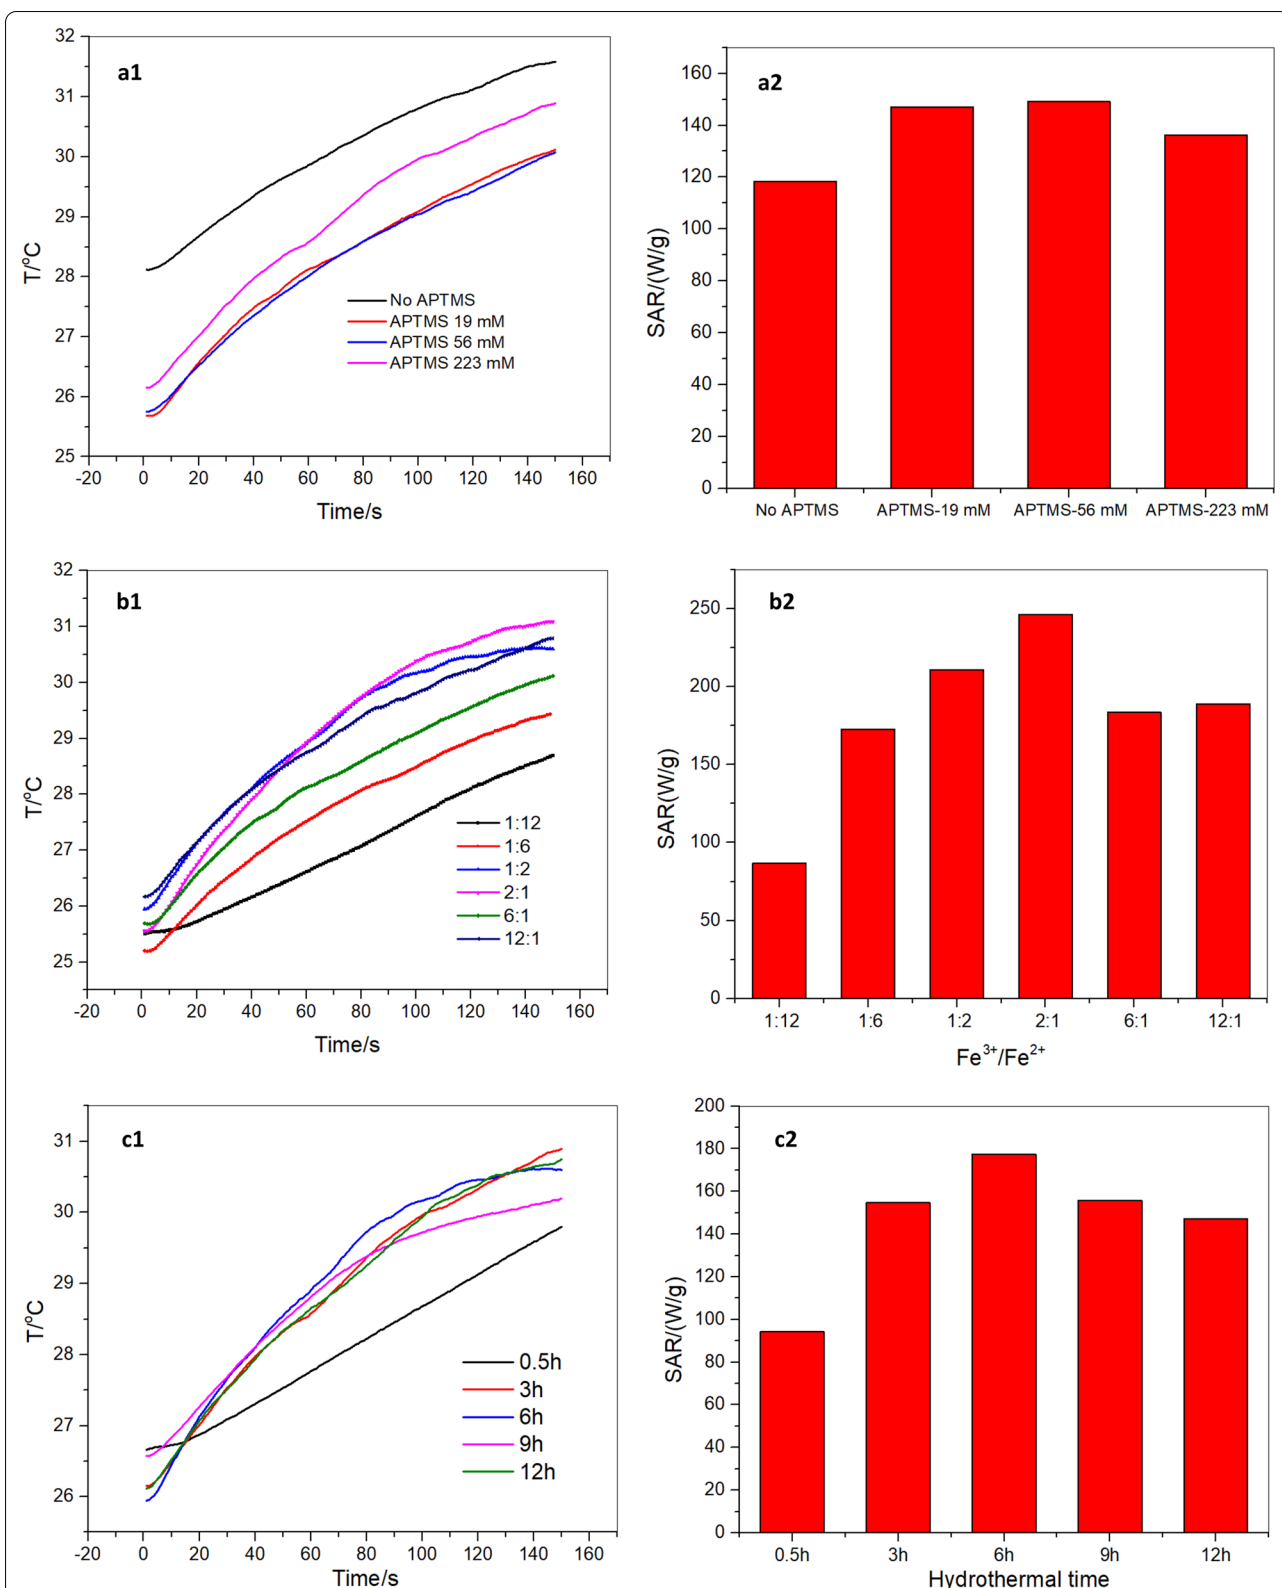 a1
32
31
30
29
28
27
26
25
T/°C
No APTMS
APTMS 19 mM
APTMS 56 mM
APTMS 223 mM
-20 0 20 40 60 80 100 120 140 160
Time/s
a2
160
140
120
100
80
60
40
20
0
SAR/(W/g)
No APTMS APTMS-19 mM APTMS-56 mM APTMS-223 mM
b1
32
31
30
29
28
27
26
25
T/°C
1:12
1:6
1:2
2:1
6:1
12:1
-20 0 20 40 60 80 100 120 140 160
Time/s
b2
250
200
150
100
50
0
SAR(W/g)
1:12 1:6 1:2 2:1 6:1 12:1
Fe³⁺/Fe²⁺
c1
31
30
29
28
27
26
T/°C
0.5h
3h
6h
9h
12h
-20 0 20 40 60 80 100 120 140 160
Time/s
c2
200
180
160
140
120
100
80
60
40
20
0
SAR/(W/g)
0.5h 3h 6h 9h 12h
Hydrothermal time